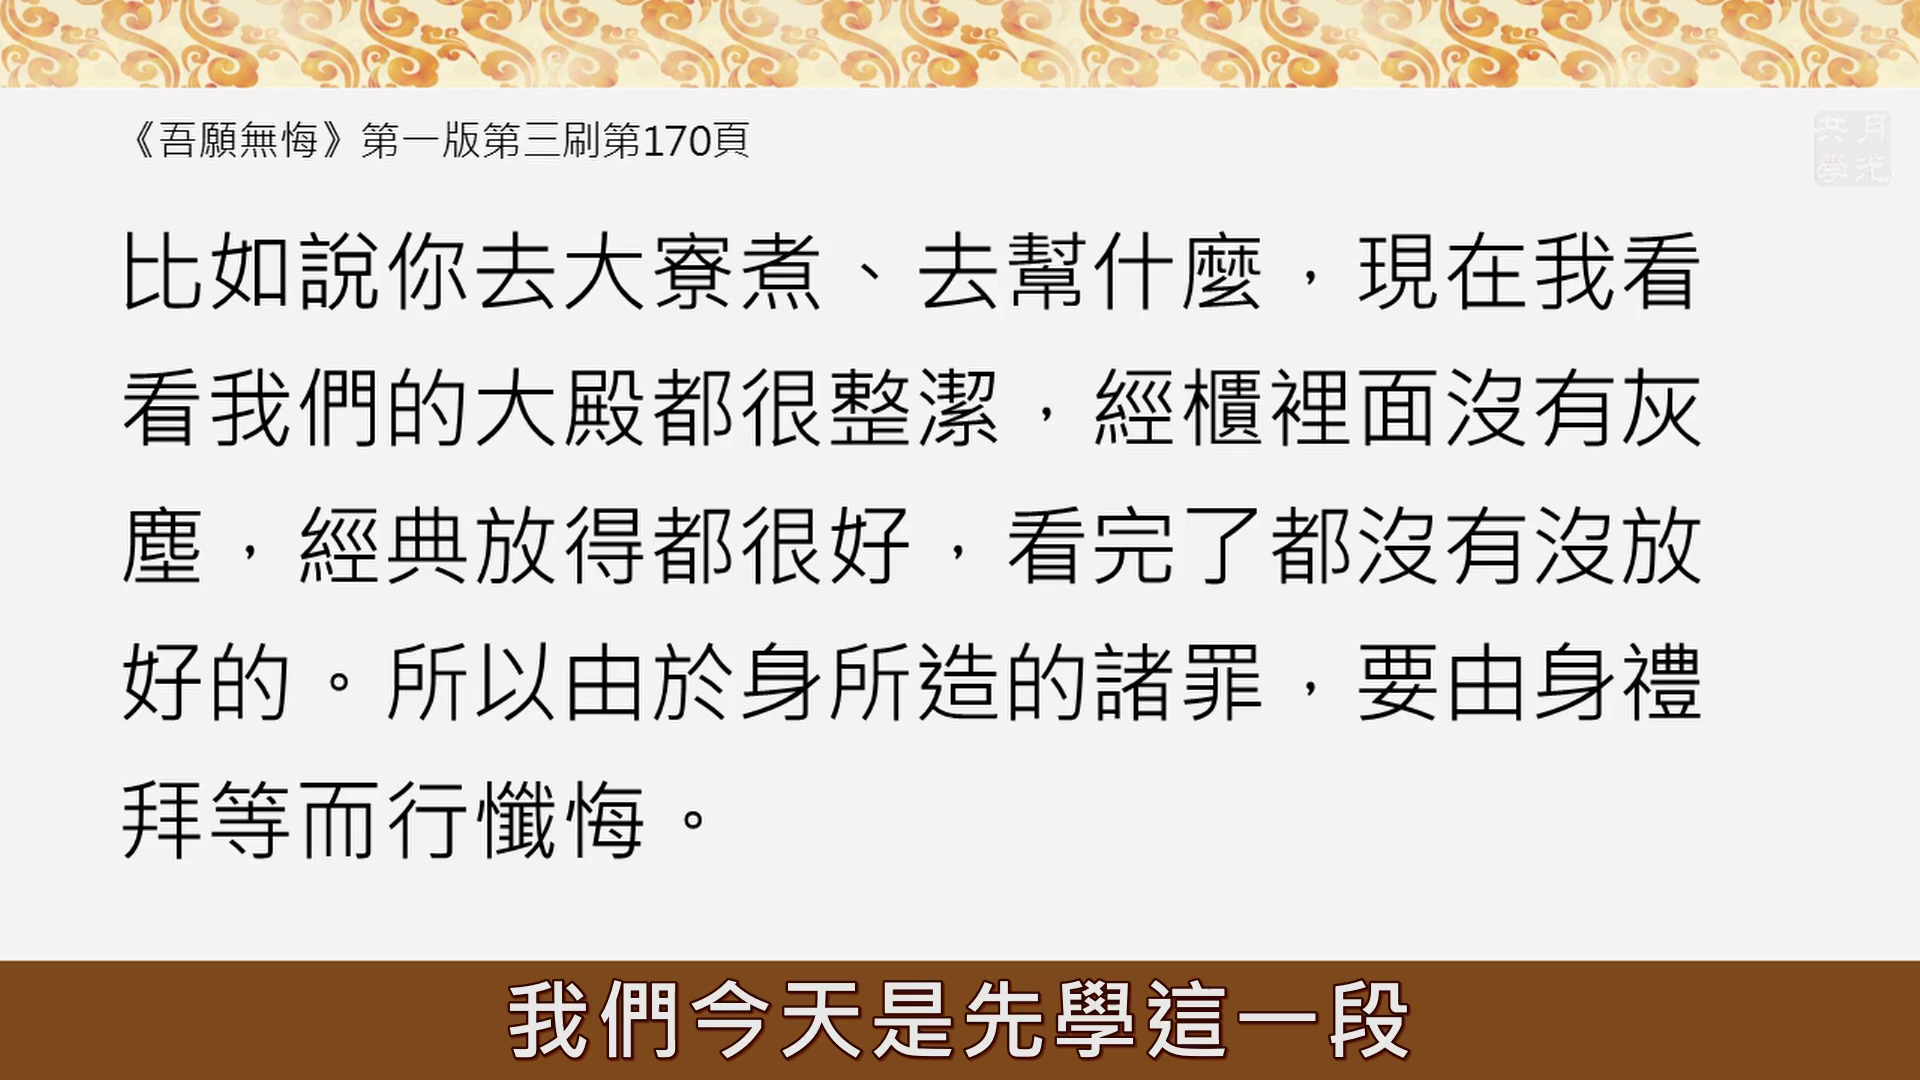 《吾願無悔》第一版第三刷第170頁
月光
共學
比如說你去大寮煮、去幫什麼，現在我看
看我們的大殿都很整潔，經櫃裡面沒有灰
塵，經典放得都很好，看完了都沒有沒放
好的。所以由於身所造的諸罪，要由身禮
拜等而行懺悔。
我們今天是先學這一段